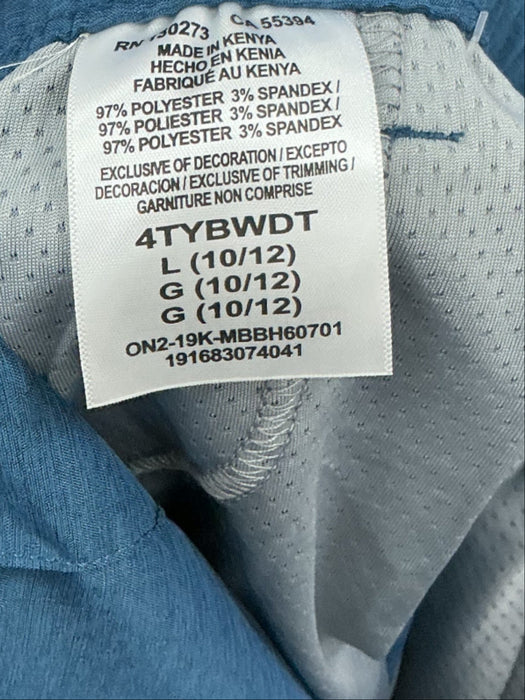 RN 130273 CA 55394
MADE IN KENYA
HECHO EN KENIA
FABRIQUÉ AU KENYA
97% POLYESTER 3% SPANDEX /
97% POLIESTER 3% SPANDEX /
97% POLYESTER 3% SPANDEX
EXCLUSIVE OF DECORATION / EXCEPTO
DECORACION / EXCLUSIVE OF TRIMMING /
GARNITURE NON COMPRISE
4TYBWDT
L (10/12)
G (10/12)
G (10/12)
ON2-19K-MBBH60701
191683074041